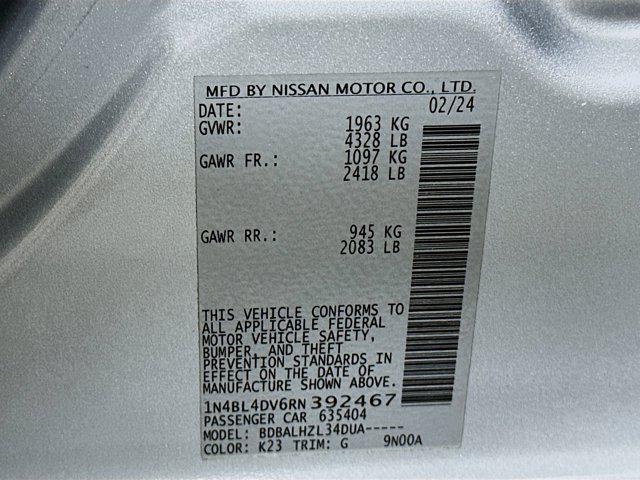 MFD BY NISSAN MOTOR CO., LTD.
DATE: 02/24
GVWR: 1963 KG
4328 LB
GAWR FR.: 1097 KG
2418 LB
GAWR RR.: 945 KG
2083 LB
THIS VEHICLE CONFORMS TO
ALL APPLICABLE FEDERAL
MOTOR VEHICLE SAFETY,
BUMPER, AND THEFT
PREVENTION STANDARDS IN
EFFECT ON THE DATE OF
MANUFACTURE SHOWN ABOVE.
1N4BL4DV6RN392467
PASSENGER CAR 635404
MODEL: BDBALHZL34DUA-----
COLOR: K23 TRIM: G 9N00A